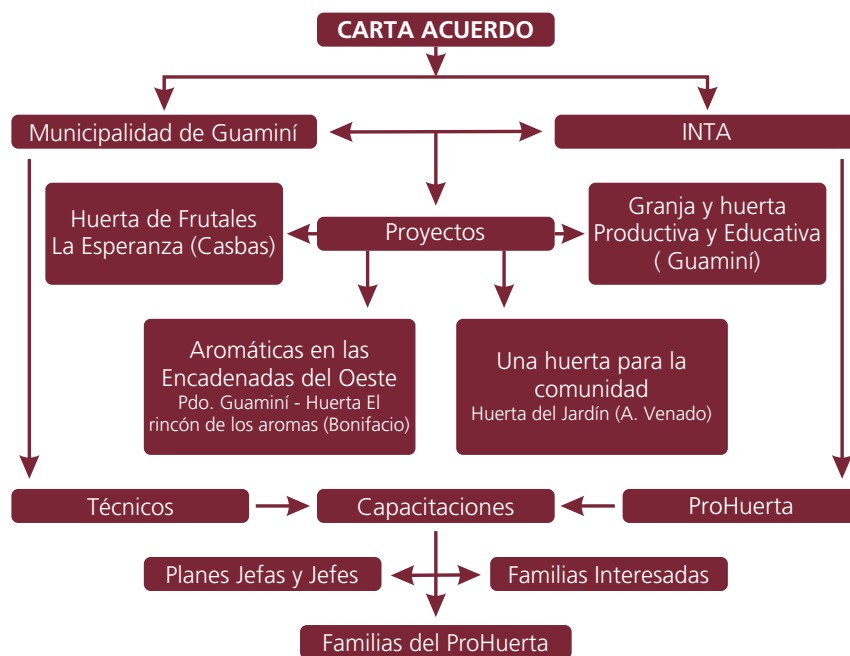 CARTA ACUERDO
Municipalidad de Guaminí
INTA
Huerta de Frutales
La Esperanza (Casbas)
Proyectos
Granja y huerta
Productiva y Educativa
( Guaminí)
Aromáticas en las
Encadenadas del Oeste
Pdo. Guaminí - Huerta El
rincón de los aromas (Bonifacio)
Una huerta para la
comunidad
Huerta del Jardín (A. Venado)
Técnicos
Capacitaciones
ProHuerta
Planes Jefas y Jefes
Familias Interesadas
Familias del ProHuerta